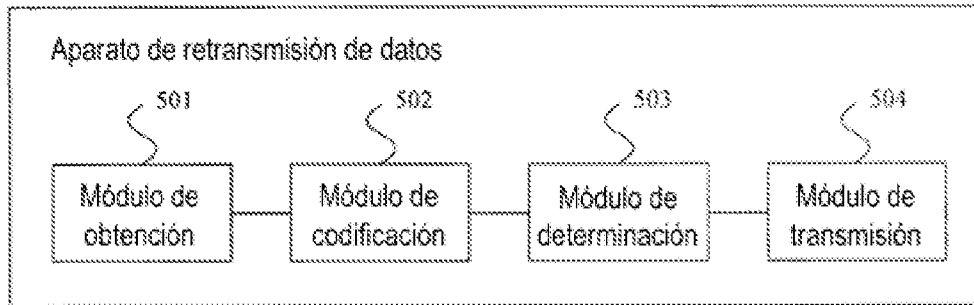 Aparato de retransmisión de datos
501 502 503 504
Módulo de obtención
Módulo de codificación
Módulo de determinación
Módulo de transmisión